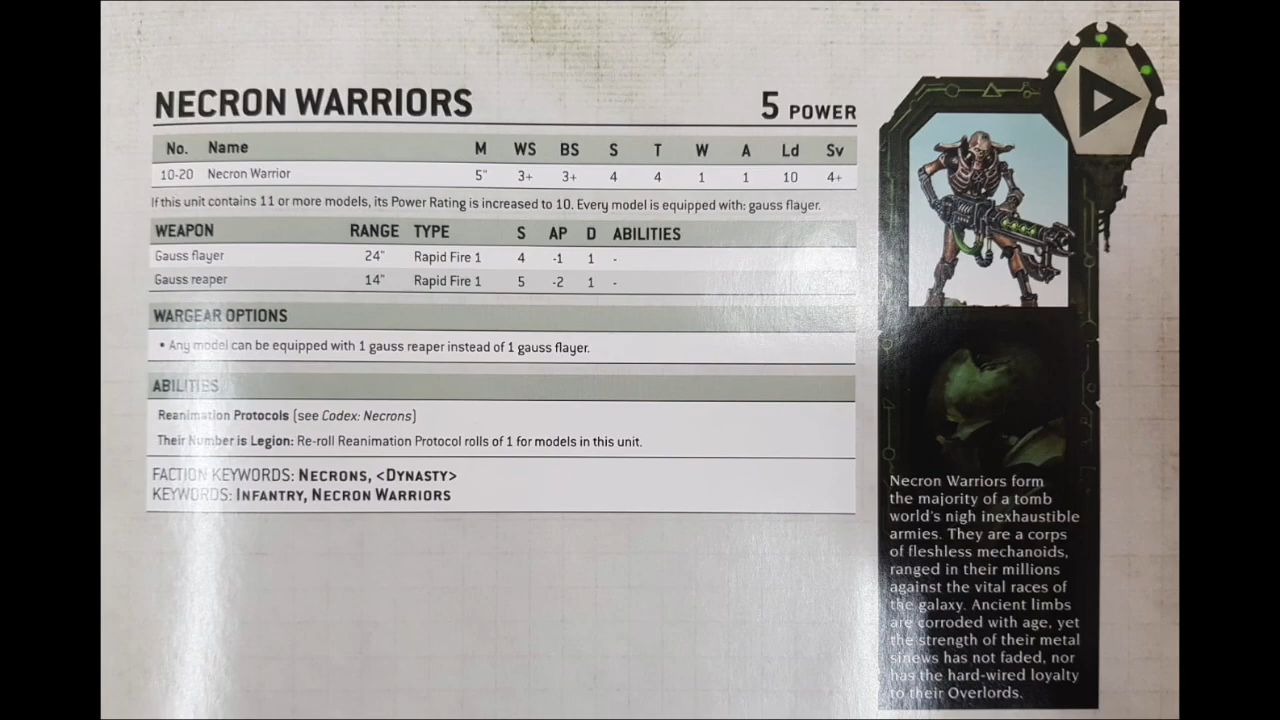 NECRON WARRIORS 5 POWER
No. Name M WS BS S T W A Ld Sv
10-20 Necron Warrior 5" 3+ 3+ 4 4 1 1 10 4+
If this unit contains 11 or more models, its Power Rating is increased to 10. Every model is equipped with: gauss flayer.
WEAPON RANGE TYPE S AP D ABILITIES
Gauss flayer 24" Rapid Fire 1 4 -1 1 -
Gauss reaper 14" Rapid Fire 1 5 -2 1 -
WARGEAR OPTIONS
• Any model can be equipped with 1 gauss reaper instead of 1 gauss flayer.
ABILITIES
Reanimation Protocols (see Codex: Necrons)
Their Number is Legion: Re-roll Reanimation Protocol rolls of 1 for models in this unit.
FACTION KEYWORDS: NECRONS, <DYNASTY>
KEYWORDS: INFANTRY, NECRON WARRIORS
Necron Warriors form
the majority of a tomb
world's nigh inexhaustible
armies. They are a corps
of fleshless mechanoids,
ranged in their millions
against the vital races of
the galaxy. Ancient limbs
are corroded with age, yet
the strength of their metal
sinews has not faded, nor
has the hard-wired loyalty
to their Overlords.